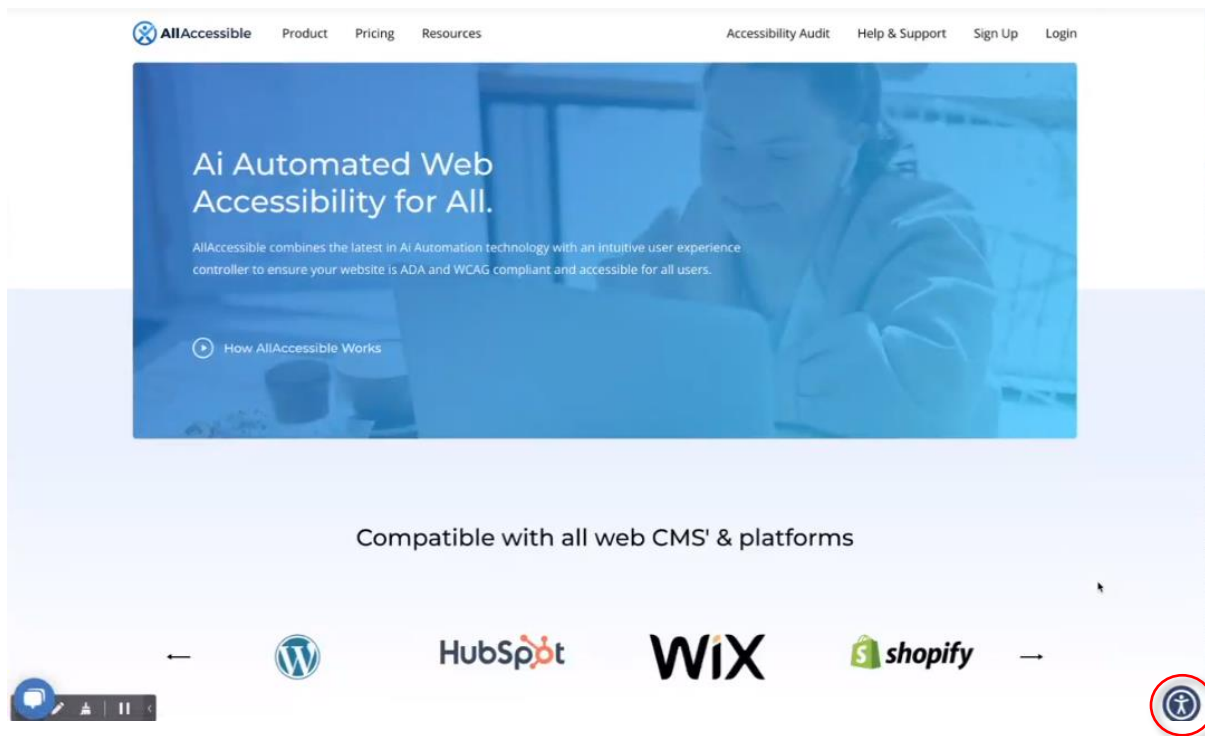 AllAccessible Product Pricing Resources Accessibility Audit Help & Support Sign Up Login
Ai Automated Web
Accessibility for All.
AllAccessible combines the latest in Ai Automation technology with an intuitive user experience
controller to ensure your website is ADA and WCAG compliant and accessible for all users.
How AllAccessible Works
Compatible with all web CMS' & platforms
HubSpot WiX shopify